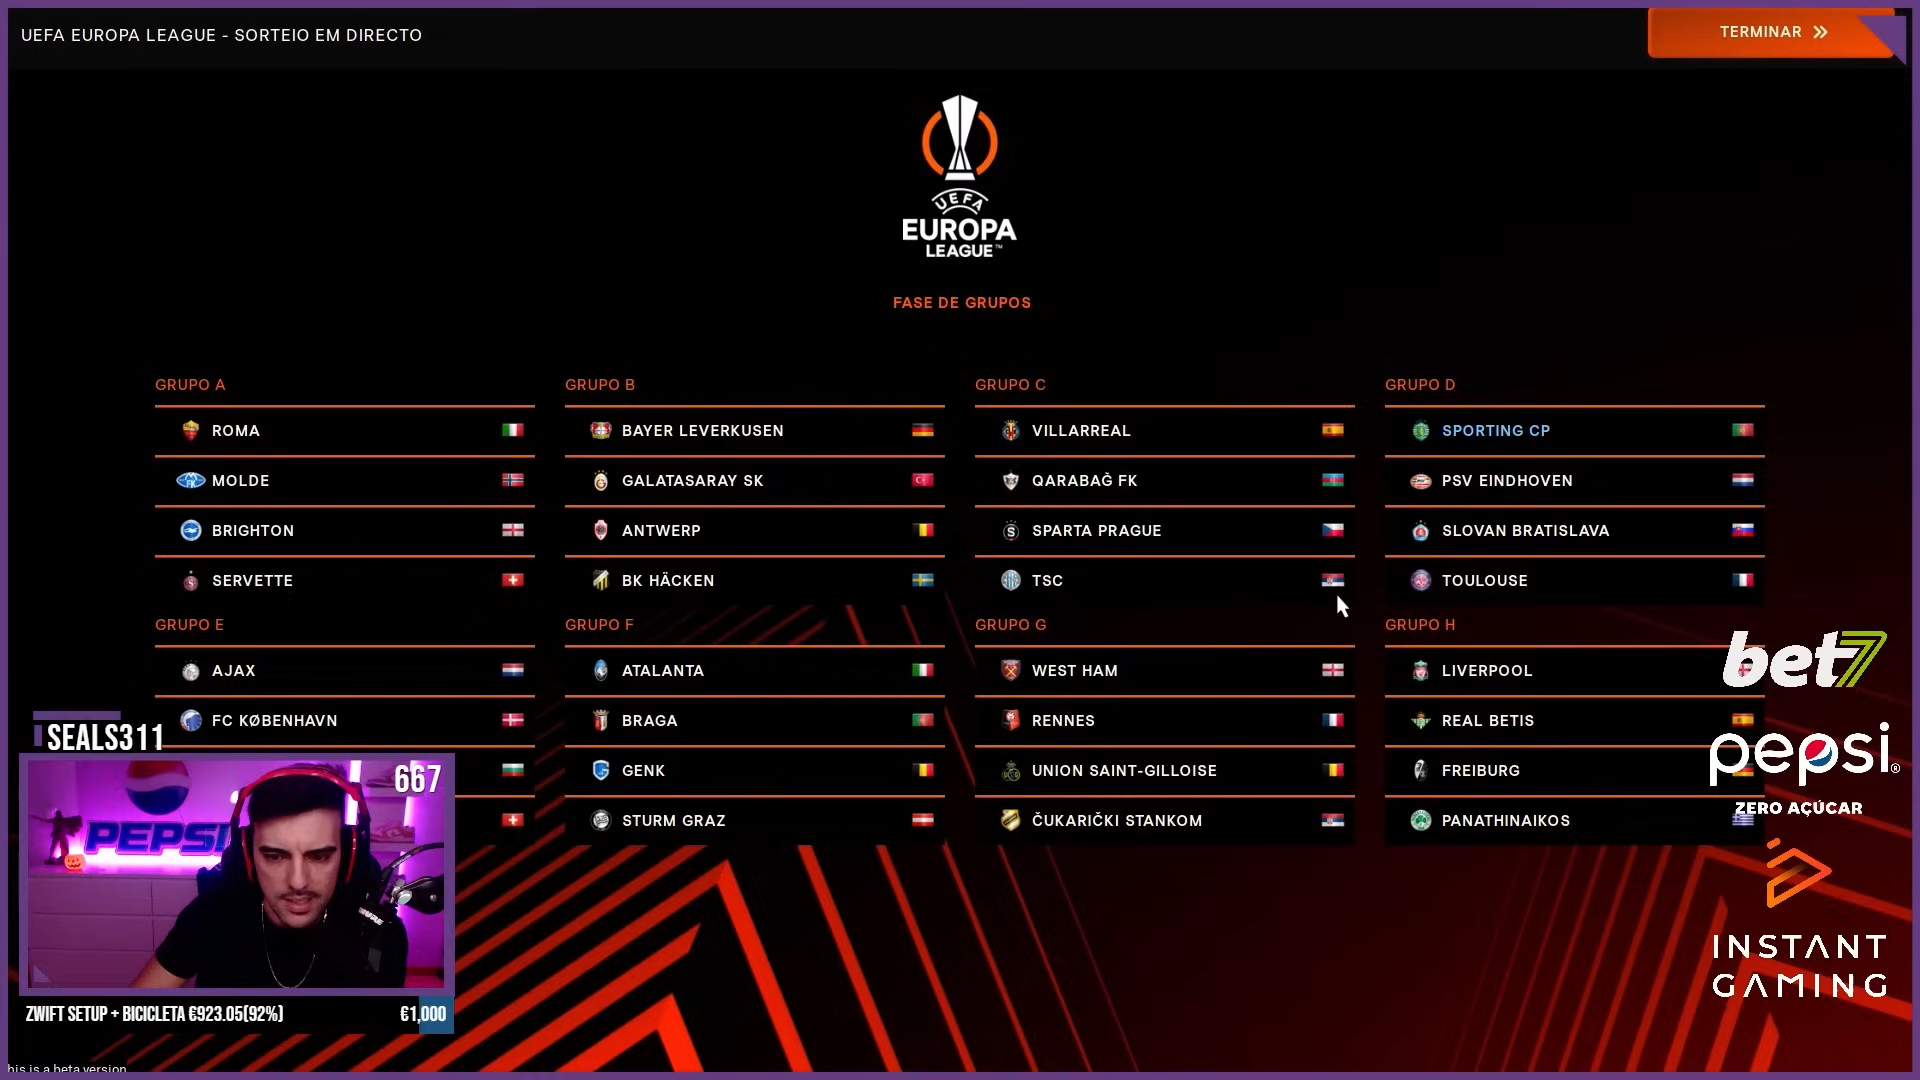 UEFA EUROPA LEAGUE - SORTEIO EM DIRECTO
TERMINAR
UEFA
EUROPA
LEAGUE™
FASE DE GRUPOS
GRUPO A
ROMA
MOLDE
BRIGHTON
SERVETTE
GRUPO B
BAYER LEVERKUSEN
GALATASARAY SK
ANTWERP
BK HÄCKEN
GRUPO C
VILLARREAL
QARABAĞ FK
SPARTA PRAGUE
TSC
GRUPO D
SPORTING CP
PSV EINDHOVEN
SLOVAN BRATISLAVA
TOULOUSE
GRUPO E
AJAX
FC KØBENHAVN
GRUPO F
ATALANTA
BRAGA
GENK
STURM GRAZ
GRUPO G
WEST HAM
RENNES
UNION SAINT-GILLOISE
ČUKARIČKI STANKOM
GRUPO H
LIVERPOOL
REAL BETIS
FREIBURG
PANATHINAIKOS
SEALS311
667
PEPSI
ZWIFT SETUP + BICICLETA €923.05(92%)
€1,000
his is a beta version
bet7
pepsi®
ZERO AÇÚCAR
INSTANT
GAMING